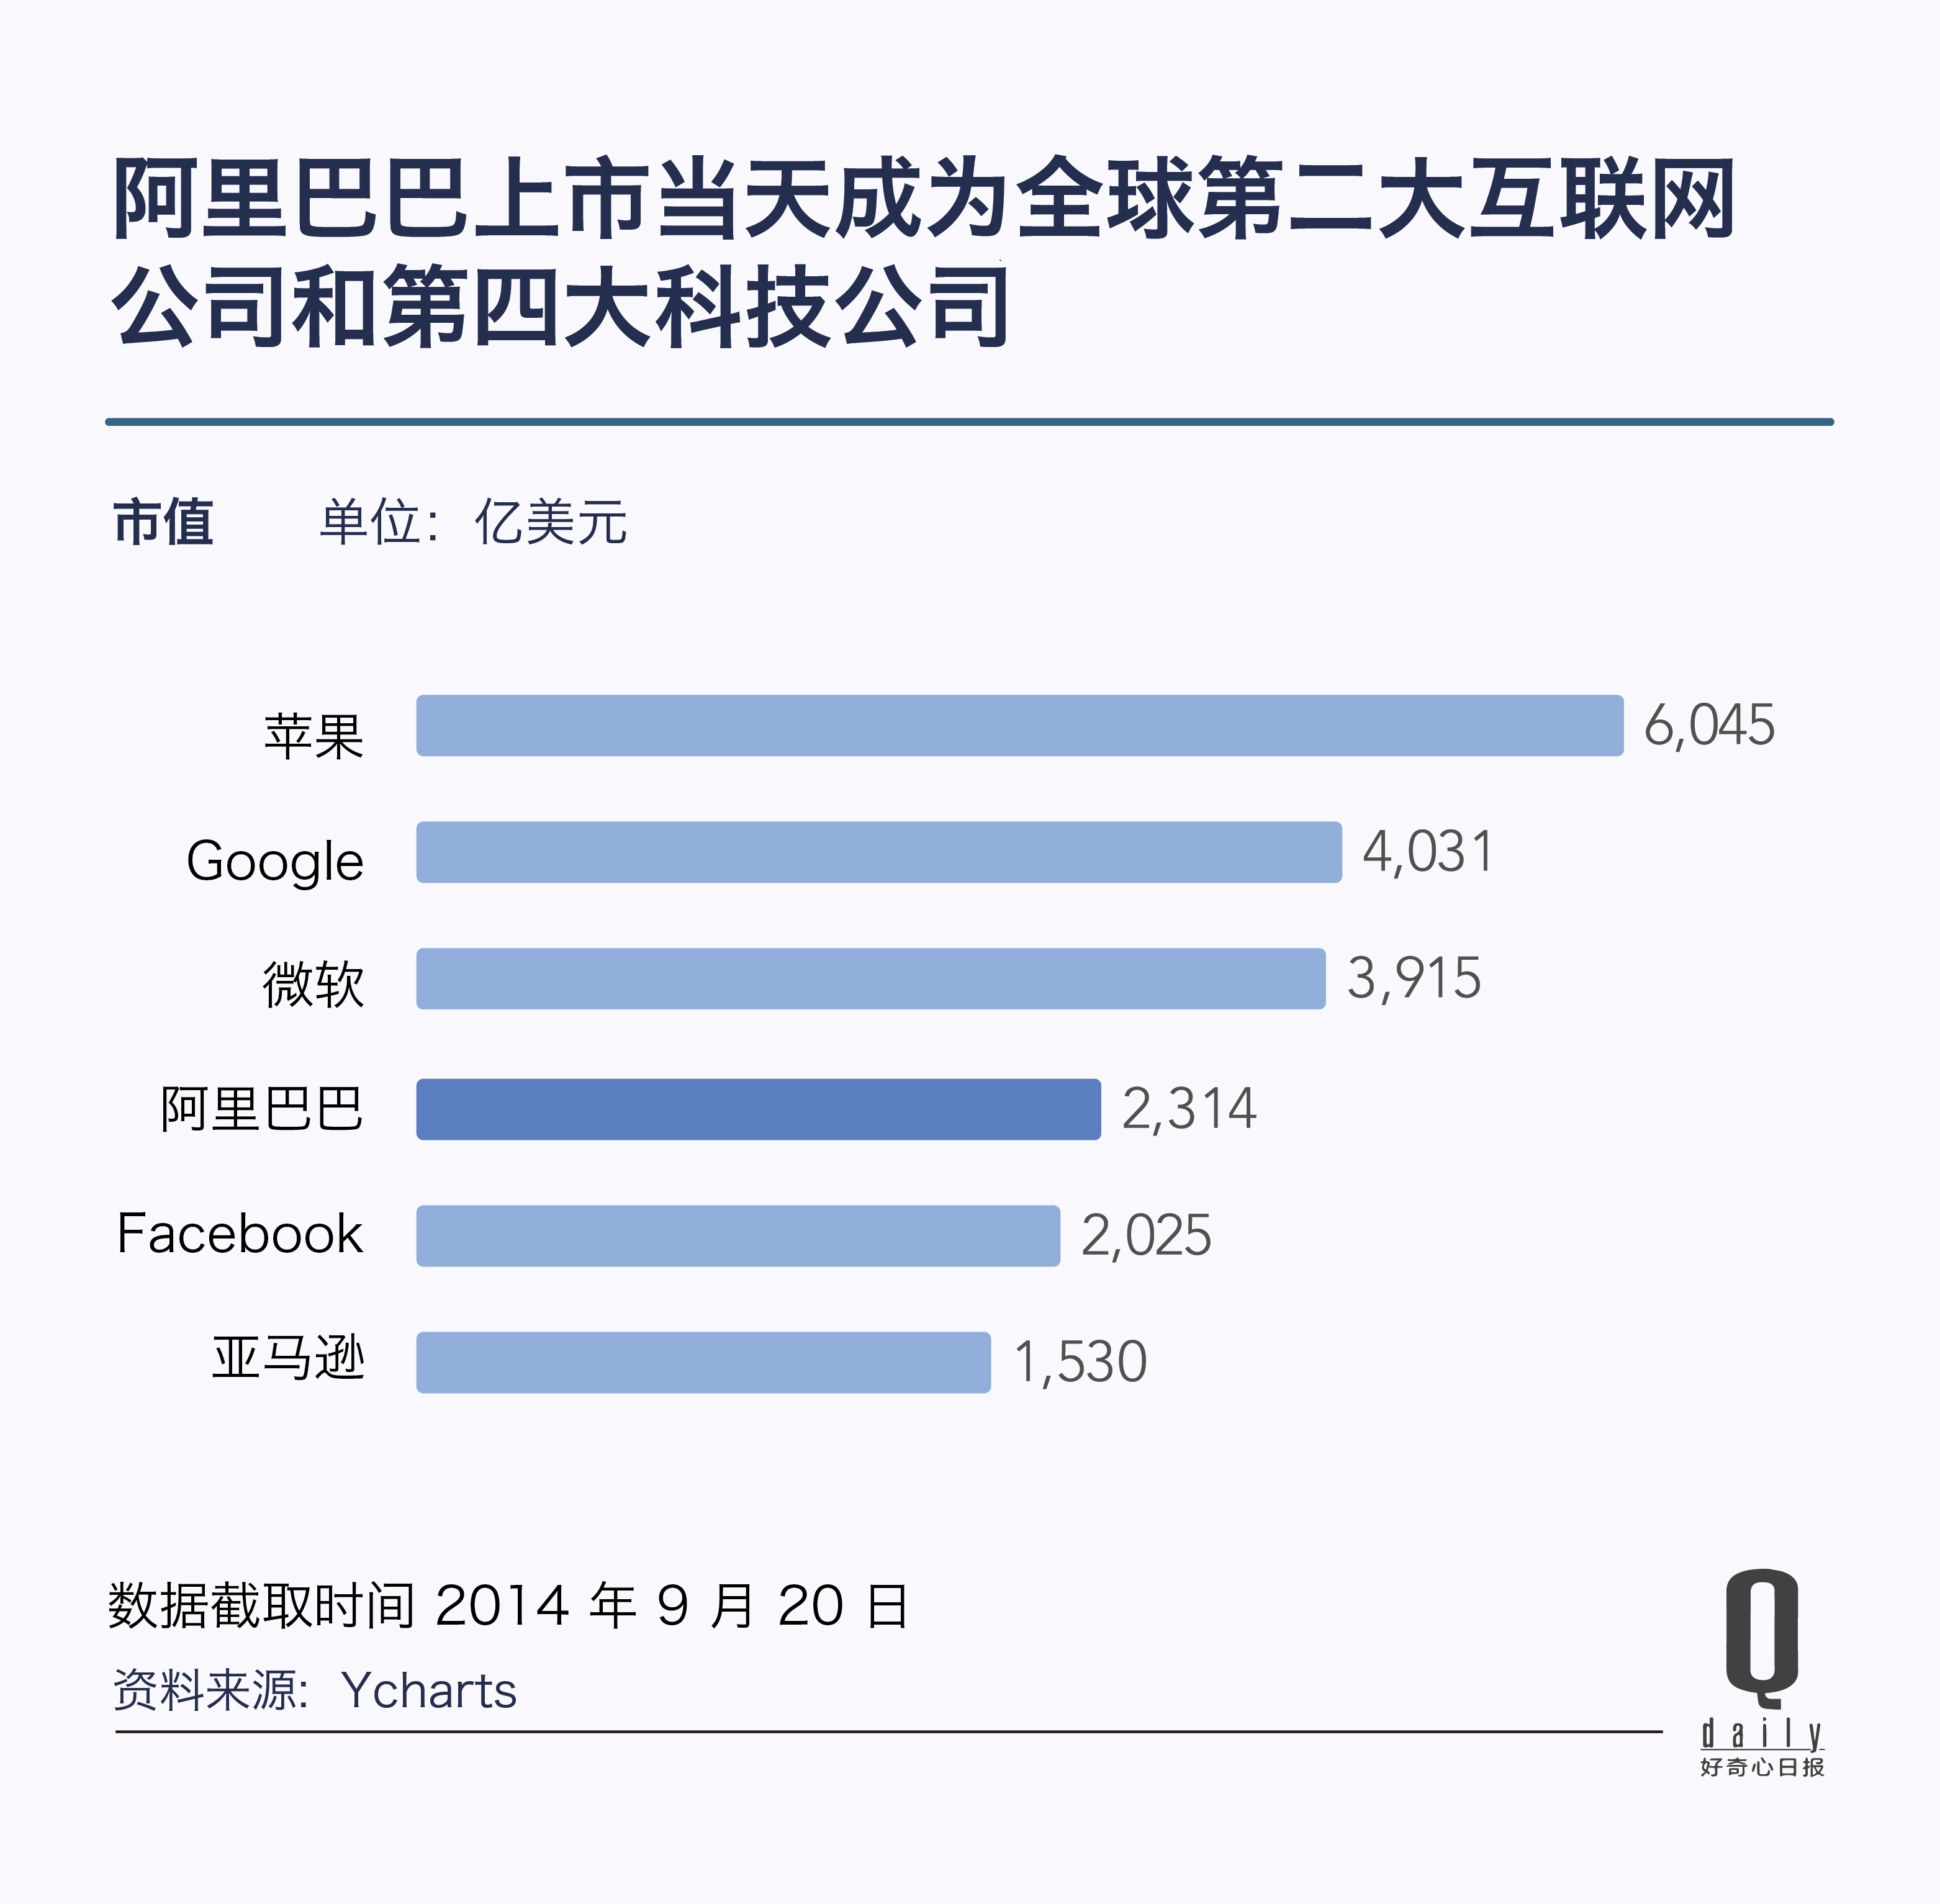 阿里巴巴上市当天成为全球第二大互联网
公司和第四大科技公司
市值 单位：亿美元
苹果 6,045
Google 4,031
微软 3,915
阿里巴巴 2,314
Facebook 2,025
亚马逊 1,530
数据截取时间 2014 年 9 月 20 日
资料来源：Ycharts
Q
daily
好奇心日报